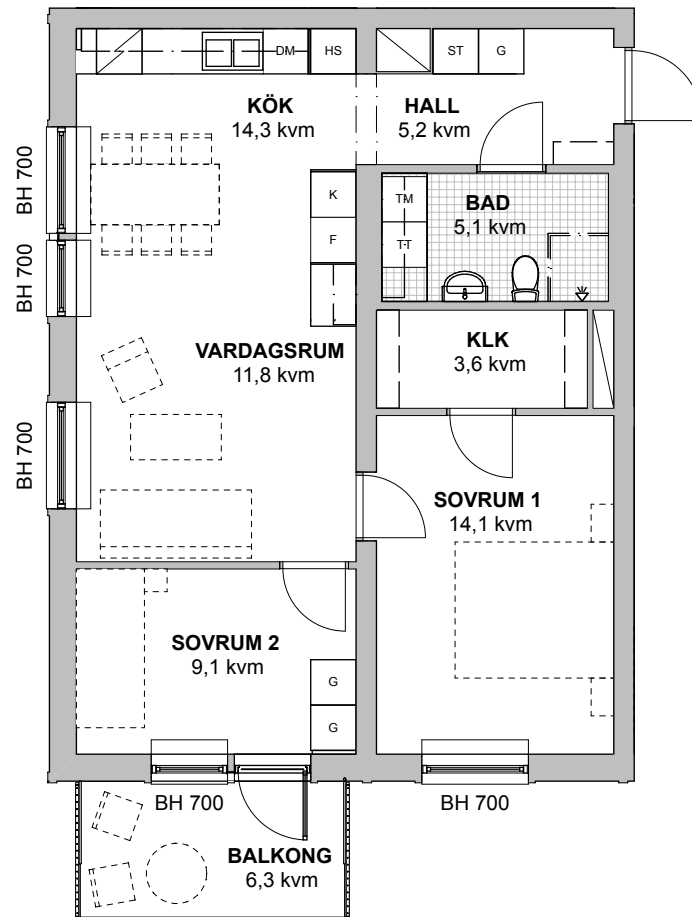 DM
HS
ST
G
KÖK
14,3 kvm
HALL
5,2 kvm
BH 700
K
F
TM
TT
BAD
5,1 kvm
BH 700
VARDAGSRUM
11,8 kvm
KLK
3,6 kvm
BH 700
SOVRUM 1
14,1 kvm
SOVRUM 2
9,1 kvm
G
G
BH 700
BH 700
BALKONG
6,3 kvm